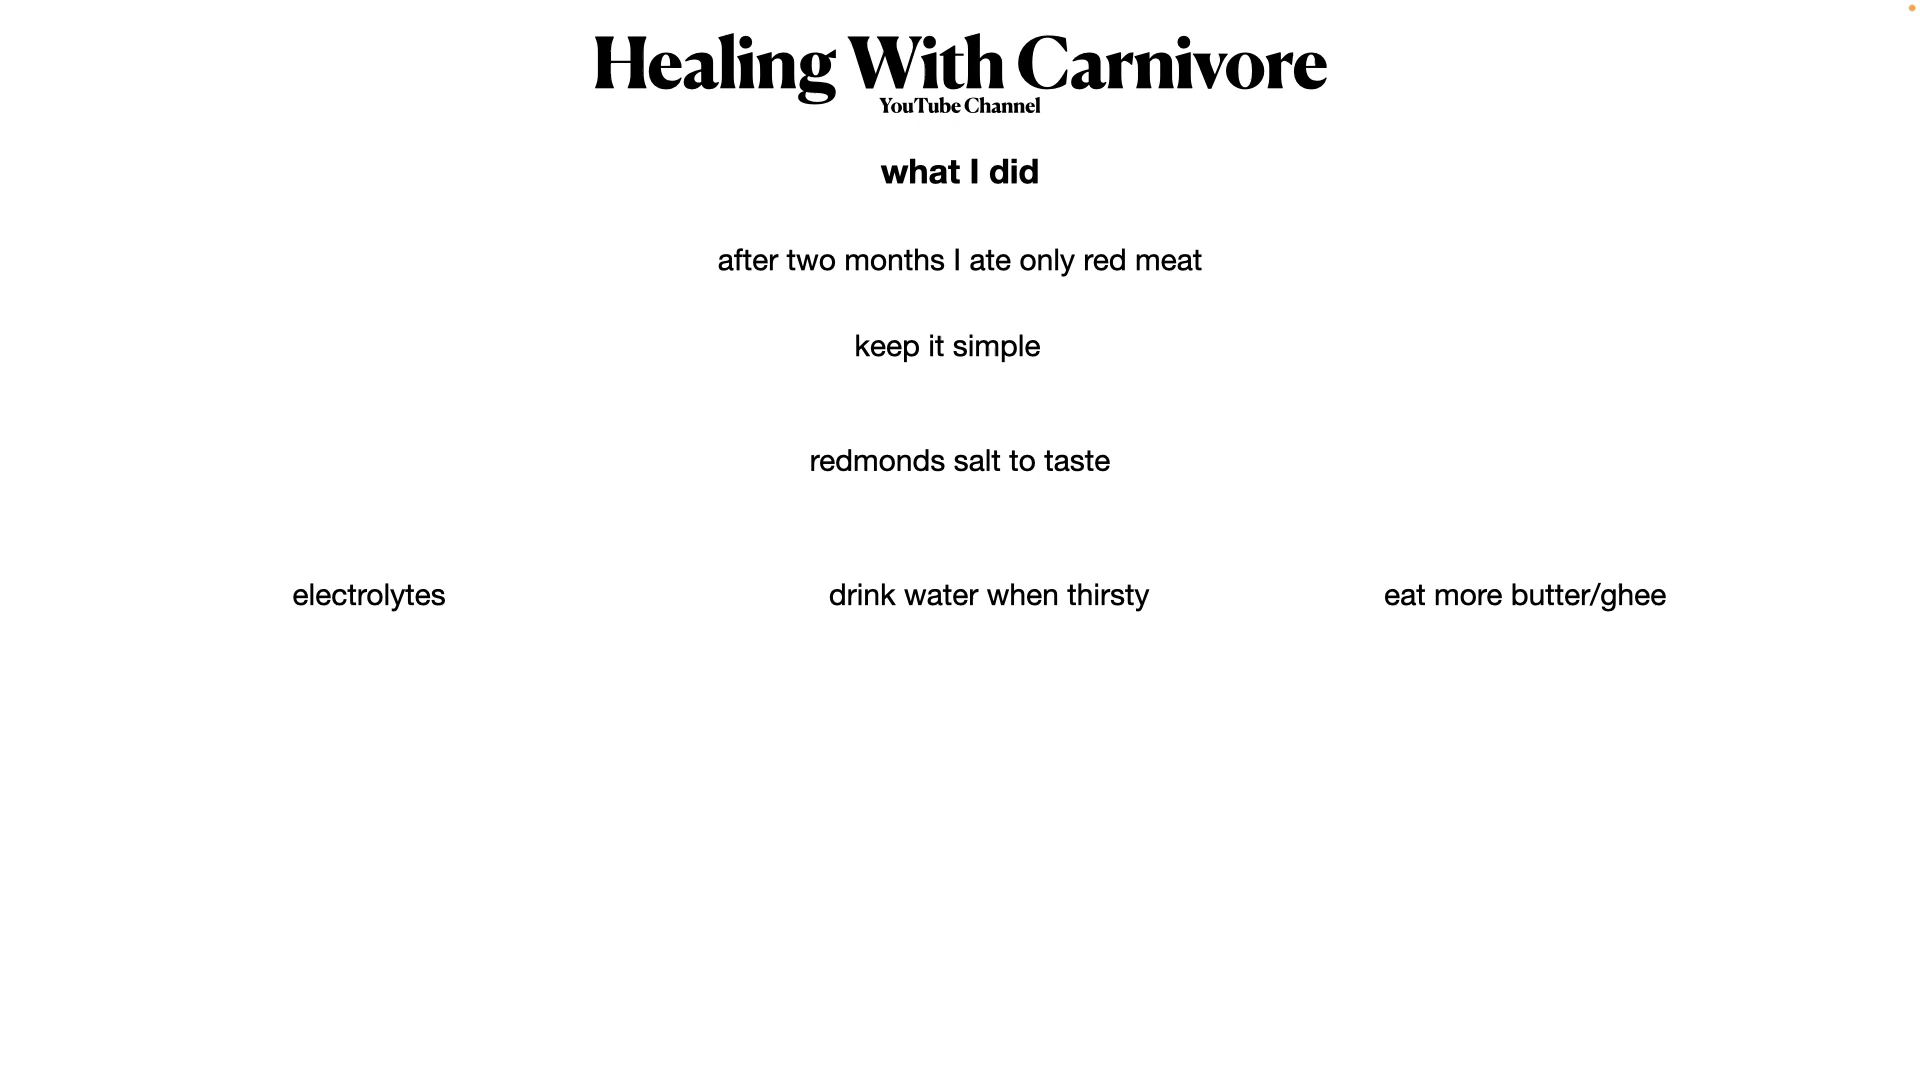 Healing With Carnivore
YouTube Channel
what I did
after two months I ate only red meat
keep it simple
redmonds salt to taste
electrolytes
drink water when thirsty
eat more butter/ghee